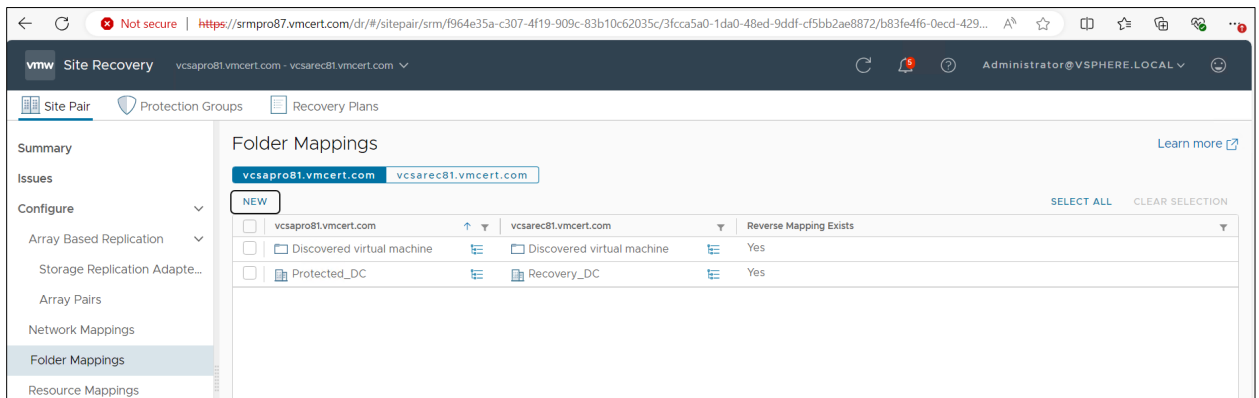 Not secure | https://srmpro87.vmcert.com/dr/#/sitepair/srm/f964e35a-c307-4f19-909c-83b10c62035c/3fcca5a0-1da0-48ed-9ddf-cf5bb2ae8872/b83fe4f6-0ecd-429...
vmw Site Recovery vcsapro81.vmcert.com - vcsarec81.vmcert.com 5 Administrator@VSPHERE.LOCAL
Site Pair Protection Groups Recovery Plans
Summary
Issues
Configure
Array Based Replication
Storage Replication Adapte...
Array Pairs
Network Mappings
Folder Mappings
Resource Mappings
Folder Mappings Learn more
vcsapro81.vmcert.com vcsarec81.vmcert.com
NEW SELECT ALL CLEAR SELECTION
vcsapro81.vmcert.com vcsarec81.vmcert.com Reverse Mapping Exists
Discovered virtual machine Discovered virtual machine Yes
Protected_DC Recovery_DC Yes